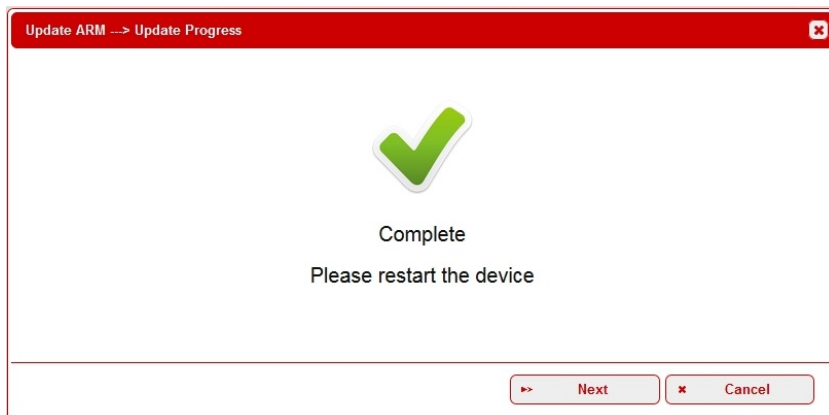 Update ARM ---> Update Progress
Complete
Please restart the device
Next
Cancel